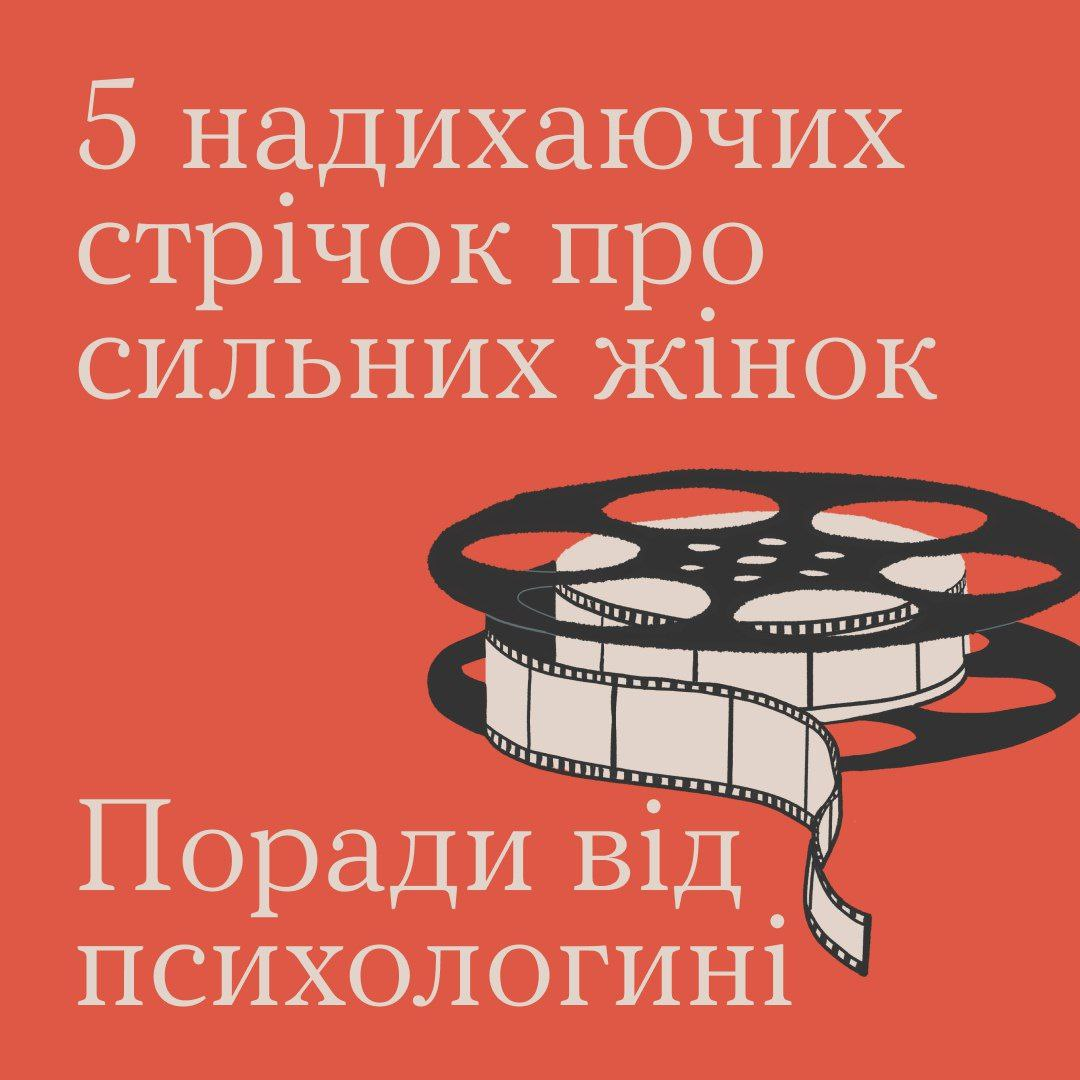 5 надихаючих
стрічок про
сильних жінок
Поради від
психологині